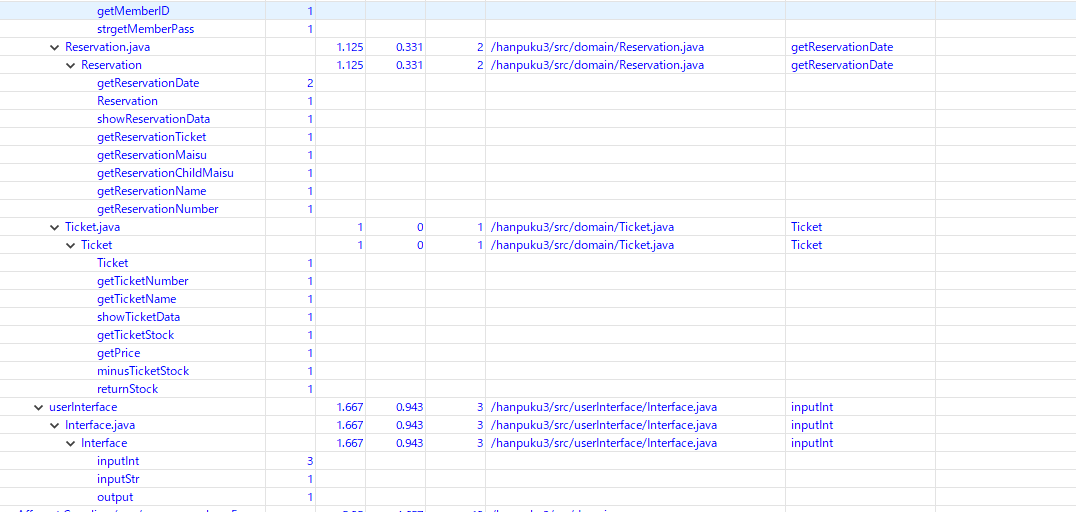 getMemberID 1
strgetMemberPass 1
Reservation.java 1.125 0.331 2 /hanpuku3/src/domain/Reservation.java getReservationDate
Reservation 1.125 0.331 2 /hanpuku3/src/domain/Reservation.java getReservationDate
getReservationDate 2
Reservation 1
showReservationData 1
getReservationTicket 1
getReservationMaisu 1
getReservationChildMaisu 1
getReservationName 1
getReservationNumber 1
Ticket.java 1 0 1 /hanpuku3/src/domain/Ticket.java Ticket
Ticket 1 0 1 /hanpuku3/src/domain/Ticket.java Ticket
Ticket 1
getTicketNumber 1
getTicketName 1
showTicketData 1
getTicketStock 1
getPrice 1
minusTicketStock 1
returnStock 1
userInterface 1.667 0.943 3 /hanpuku3/src/userInterface/Interface.java inputInt
Interface.java 1.667 0.943 3 /hanpuku3/src/userInterface/Interface.java inputInt
Interface 1.667 0.943 3 /hanpuku3/src/userInterface/Interface.java inputInt
inputInt 3
inputStr 1
output 1